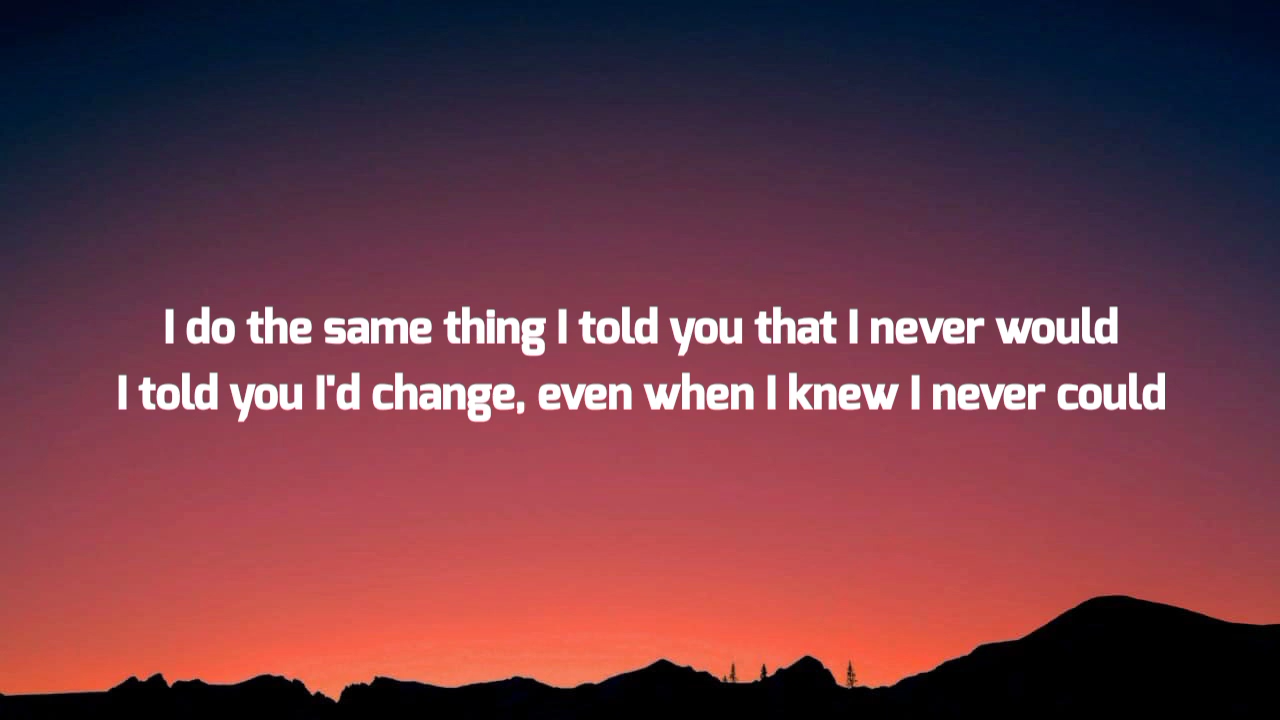 I do the same thing I told you that I never would
I told you I'd change, even when I knew I never could